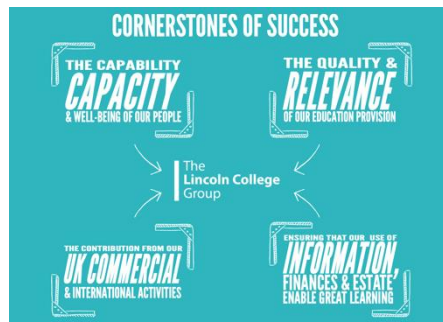 CORNERSTONES OF SUCCESS
THE CAPABILITY
CAPACITY
& WELL-BEING OF OUR PEOPLE
THE QUALITY &
RELEVANCE
OF OUR EDUCATION PROVISION
The
Lincoln College
Group
THE CONTRIBUTION FROM OUR
UK COMMERCIAL
& INTERNATIONAL ACTIVITIES
ENSURING THAT OUR USE OF
INFORMATION,
FINANCES & ESTATE
ENABLE GREAT LEARNING